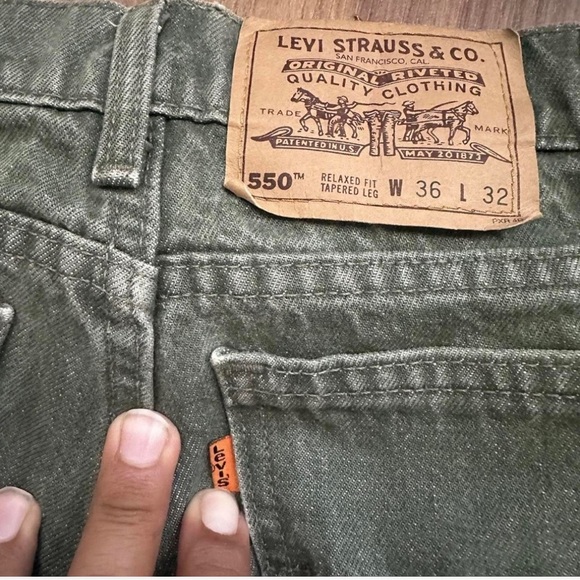 LEVI STRAUSS & CO.
SAN FRANCISCO, CAL.
ORIGINAL RIVETED
QUALITY CLOTHING
TRADE MARK
PATENTED IN U.S. MAY 20 1873
550™ RELAXED FIT TAPERED LEG W 36 L 32
Levi's